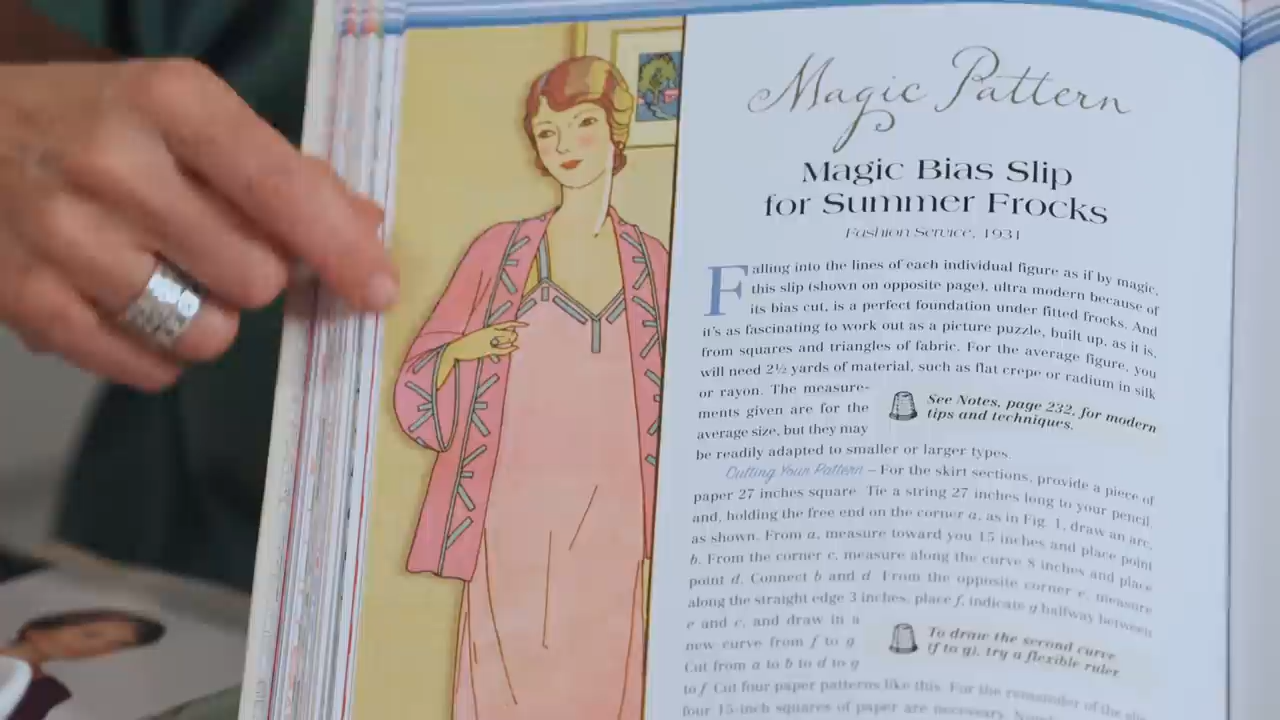 Magic Pattern
Magic Bias Slip
for Summer Frocks
Fashion Service, 1931
Falling into the lines of each individual figure as if by magic,
this slip (shown on opposite page), ultra modern because of
its bias cut, is a perfect foundation under fitted frocks. And
it's as fascinating to work out as a picture puzzle, built up, as it is,
from squares and triangles of fabric. For the average figure, you
will need 2½ yards of material, such as flat crepe or radium in silk
or rayon. The measure-
ments given are for the
average size, but they may
be readily adapted to smaller or larger types.
See Notes, page 232, for modern
tips and techniques.
Cutting Your Pattern – For the skirt sections, provide a piece of
paper 27 inches square. Tie a string 27 inches long to your pencil,
and, holding the free end on the corner a, as in Fig. 1, draw an arc,
as shown. From a, measure toward you 15 inches and place point
b. From the corner c, measure along the curve 8 inches and place
point d. Connect b and d. From the opposite corner e, measure
along the straight edge 3 inches, place f, indicate g halfway between
e and c, and draw in a
new curve from f to g.
Cut from a to b to d to g
to f. Cut four paper patterns like this. For the remainder of the slip,
four 15-inch squares of paper are necessary.
To draw the second curve
(f to g), try a flexible ruler